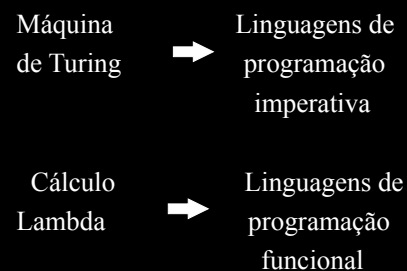 Máquina
de Turing
Linguagens de
programação
imperativa
Cálculo
Lambda
Linguagens de
programação
funcional